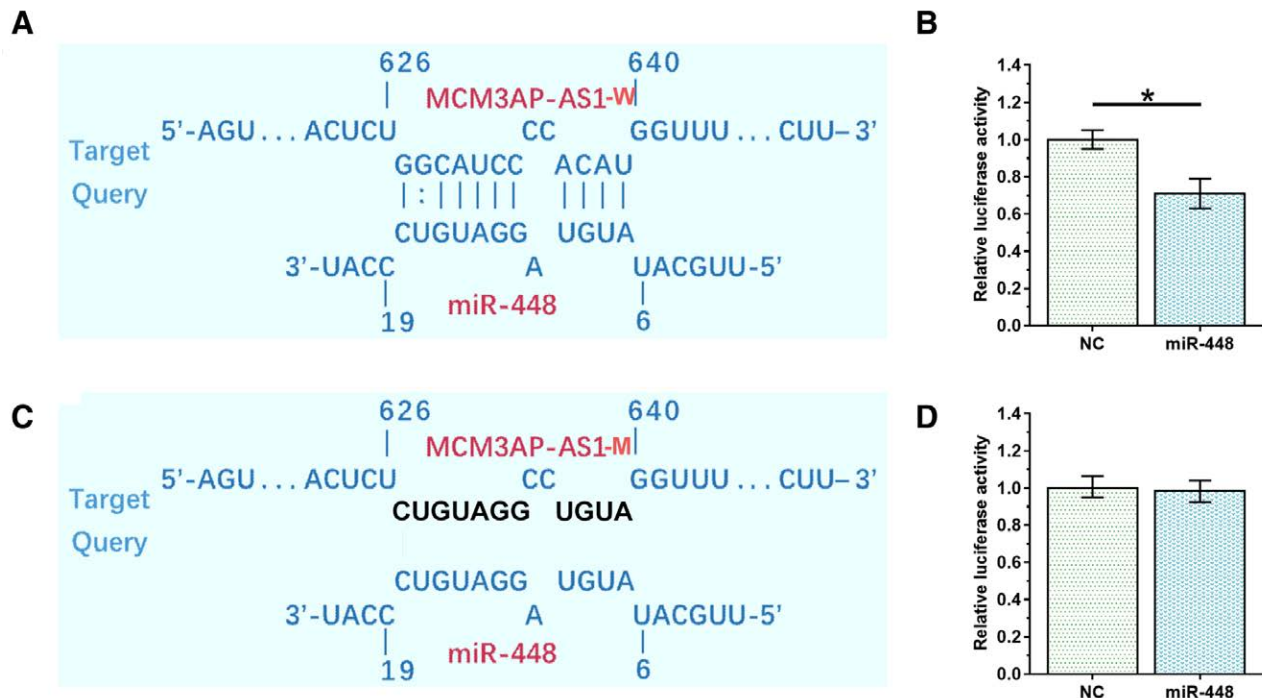 A
626 640
MCM3AP-AS1-W
5’-AGU...ACUCU CC GGUUU...CUU–3’
Target
GGCAUCC ACAU
Query
|:||||| ||||
CUGUAGG UGUA
3’-UACC A UACGUU-5’
miR-448
19 6
B
Relative luciferase activity
1.4
1.2
1.0
0.8
0.6
0.4
0.2
0.0
*
NC miR-448
C
626 640
MCM3AP-AS1-M
5’-AGU...ACUCU CC GGUUU...CUU–3’
Target
CUGUAGG UGUA
Query
CUGUAGG UGUA
3’-UACC A UACGUU-5’
miR-448
19 6
D
Relative luciferase activity
1.4
1.2
1.0
0.8
0.6
0.4
0.2
0.0
NC miR-448